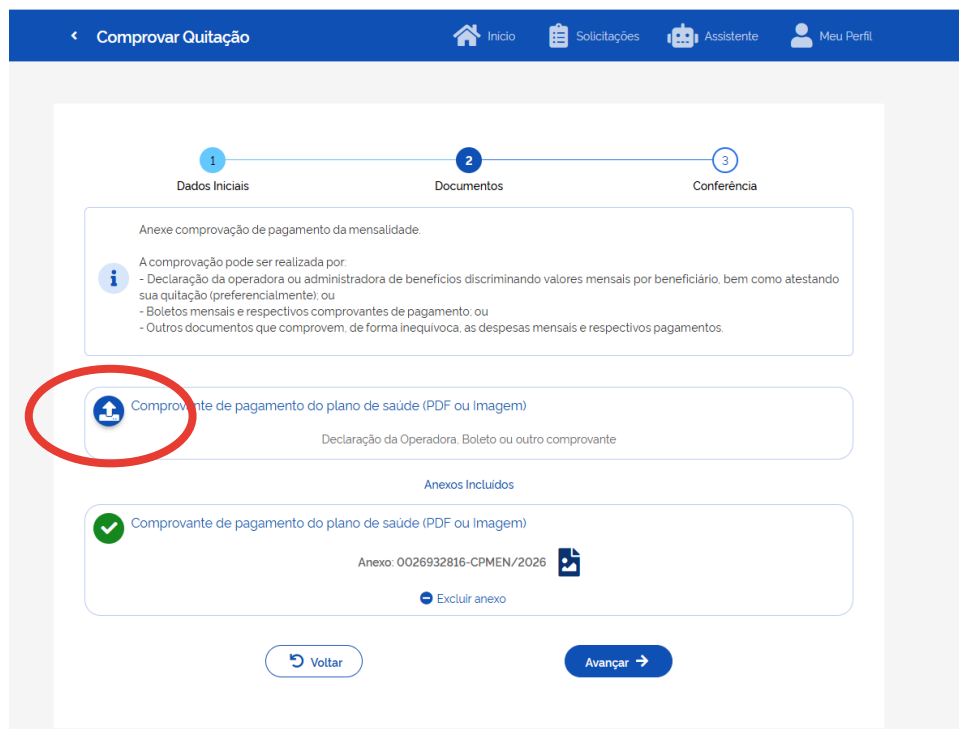 Comprovar Quitação
Início
Solicitações
Assistente
Meu Perfil
1
2
3
Dados Iniciais
Documentos
Conferência
Anexe comprovação de pagamento da mensalidade.
A comprovação pode ser realizada por:
- Declaração da operadora ou administradora de benefícios discriminando valores mensais por beneficiário, bem como atestando
sua quitação (preferencialmente); ou
- Boletos mensais e respectivos comprovantes de pagamento; ou
- Outros documentos que comprovem, de forma inequívoca, as despesas mensais e respectivos pagamentos.
Comprovante de pagamento do plano de saúde (PDF ou Imagem)
Declaração da Operadora, Boleto ou outro comprovante
Anexos Incluídos
Comprovante de pagamento do plano de saúde (PDF ou Imagem)
Anexo: 0026932816-CPMEN/2026
Excluir anexo
Voltar
Avançar